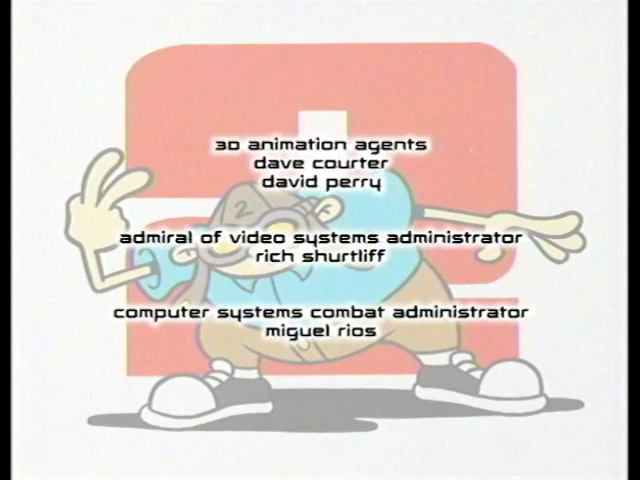 3D animation agents
dave courter
david perry
2
admiral of video systems administrator
rich shurtliff
computer systems combat administrator
miguel rios